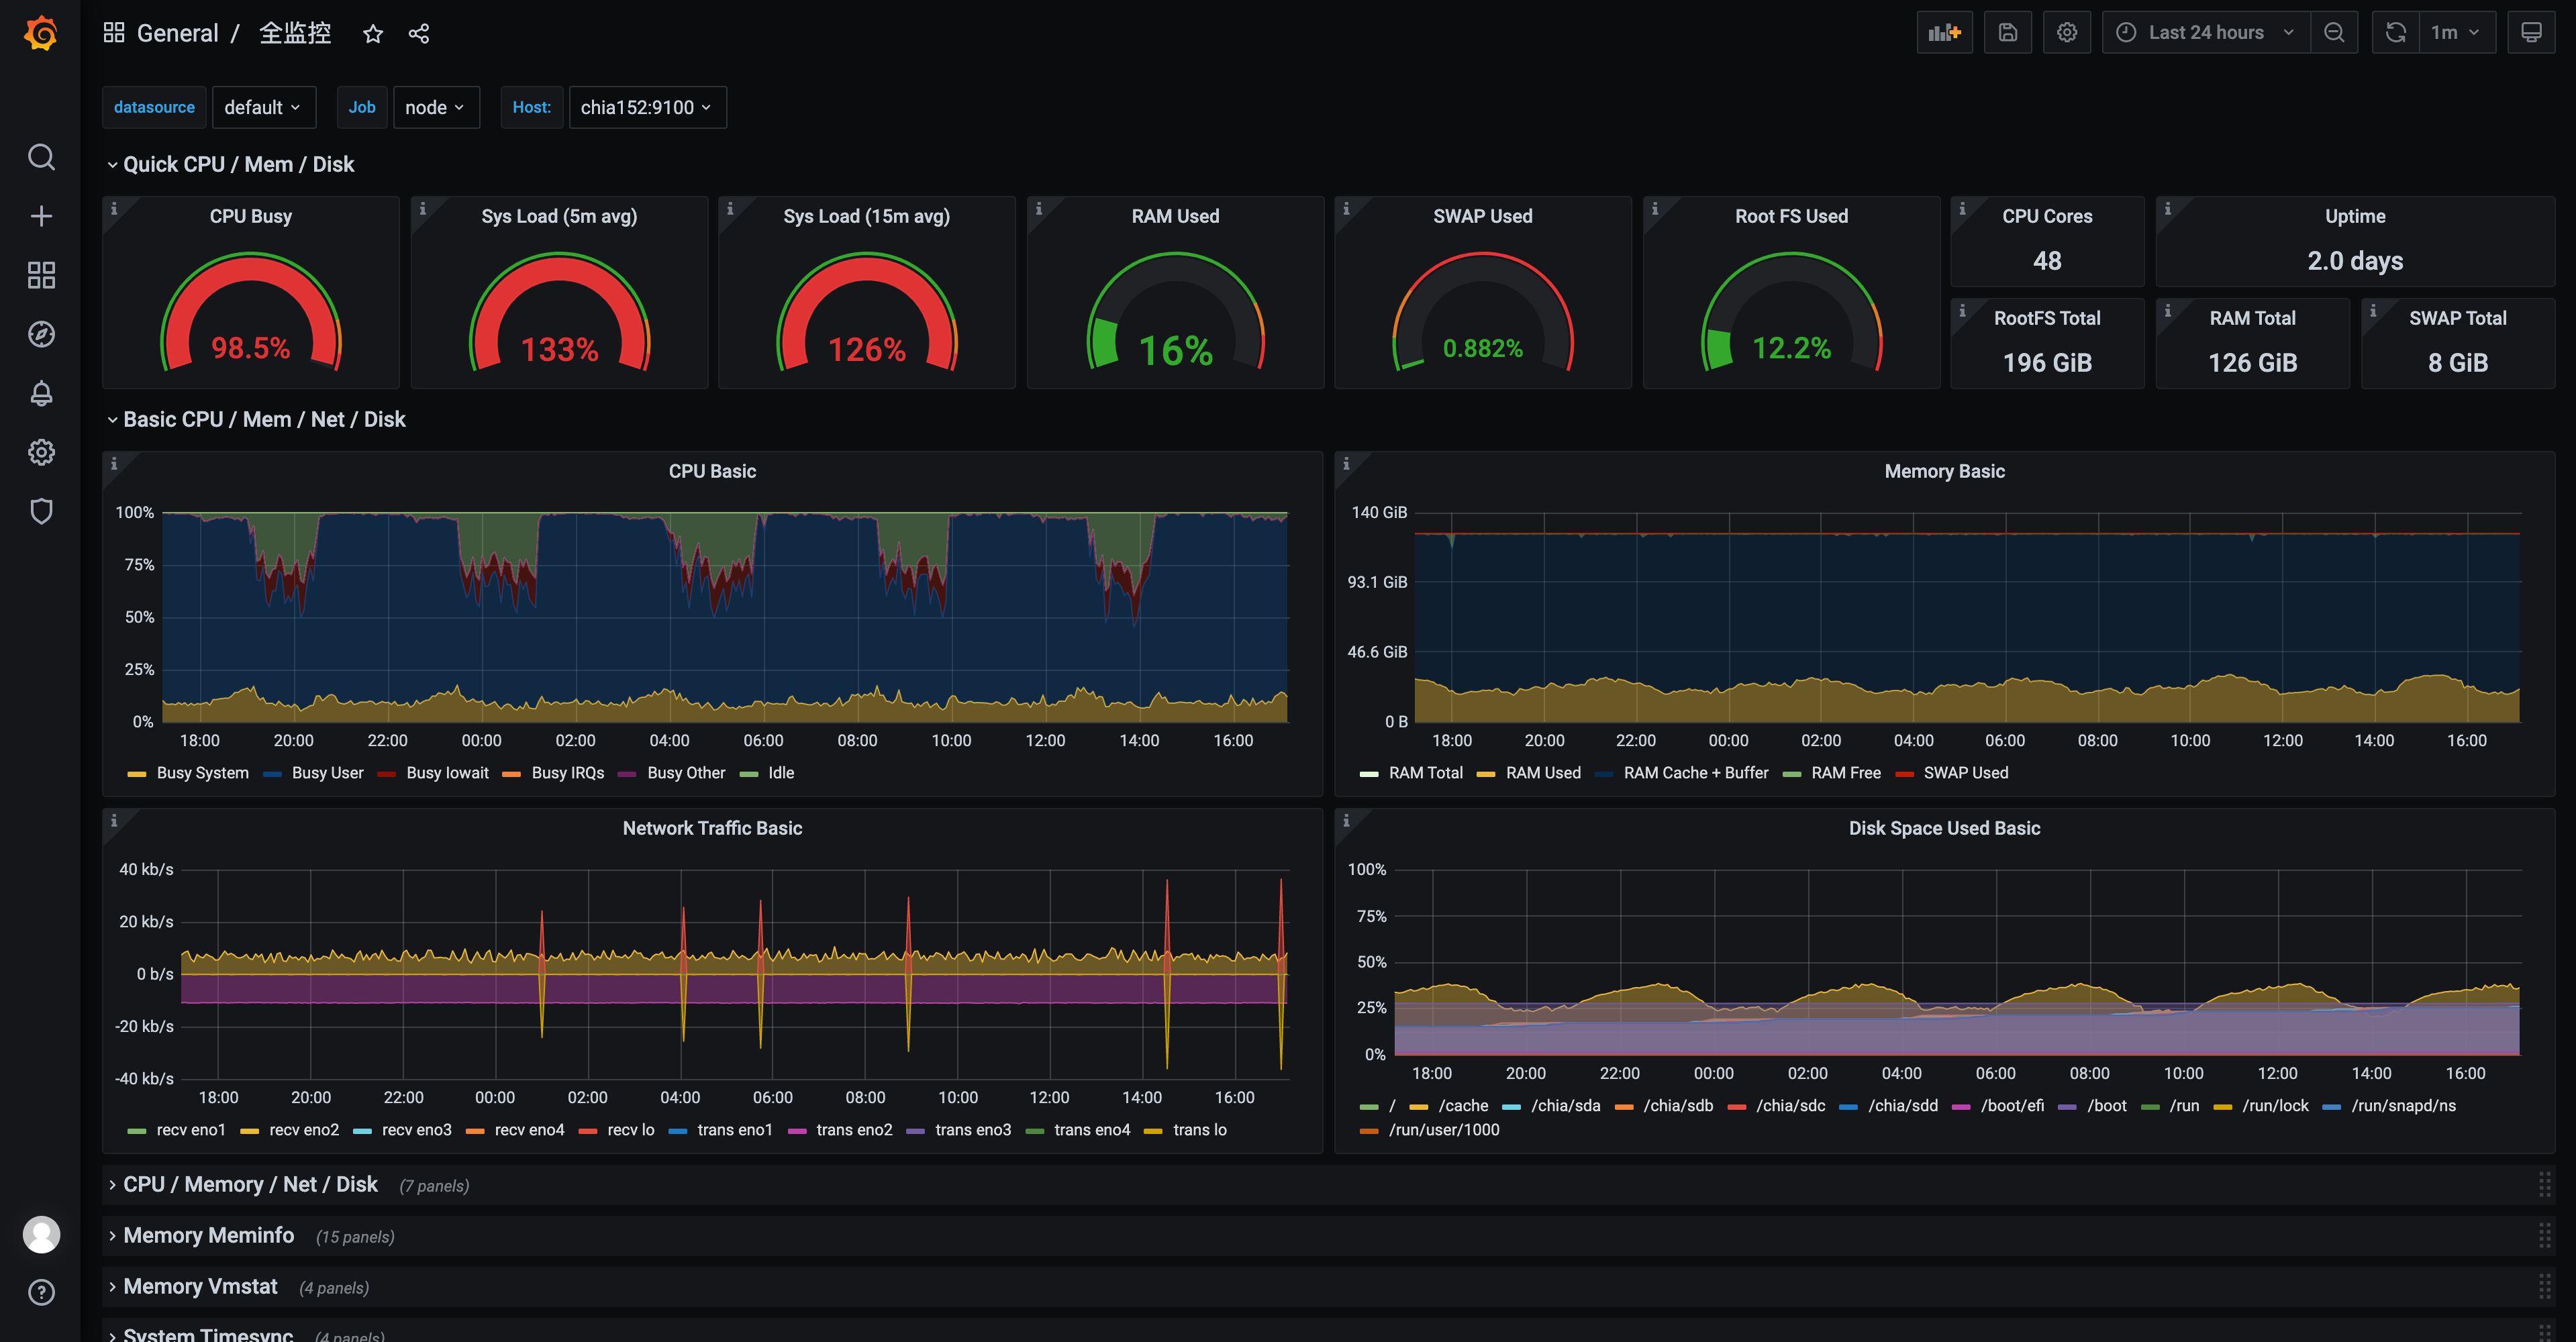 General / 全监控
Last 24 hours 1m
datasource default Job node Host: chia152:9100
Quick CPU / Mem / Disk
CPU Busy
98.5%
Sys Load (5m avg)
133%
Sys Load (15m avg)
126%
RAM Used
16%
SWAP Used
0.882%
Root FS Used
12.2%
CPU Cores
48
Uptime
2.0 days
RootFS Total
196 GiB
RAM Total
126 GiB
SWAP Total
8 GiB
Basic CPU / Mem / Net / Disk
CPU Basic
100%
75%
50%
25%
0%
18:00 20:00 22:00 00:00 02:00 04:00 06:00 08:00 10:00 12:00 14:00 16:00
Busy System Busy User Busy Iowait Busy IRQs Busy Other Idle
Memory Basic
140 GiB
93.1 GiB
46.6 GiB
0 B
18:00 20:00 22:00 00:00 02:00 04:00 06:00 08:00 10:00 12:00 14:00 16:00
RAM Total RAM Used RAM Cache + Buffer RAM Free SWAP Used
Network Traffic Basic
40 kb/s
20 kb/s
0 b/s
-20 kb/s
-40 kb/s
18:00 20:00 22:00 00:00 02:00 04:00 06:00 08:00 10:00 12:00 14:00 16:00
recv eno1 recv eno2 recv eno3 recv eno4 recv lo trans eno1 trans eno2 trans eno3 trans eno4 trans lo
Disk Space Used Basic
100%
75%
50%
25%
0%
18:00 20:00 22:00 00:00 02:00 04:00 06:00 08:00 10:00 12:00 14:00 16:00
/ /cache /chia/sda /chia/sdb /chia/sdc /chia/sdd /boot/efi /boot /run /run/lock /run/snapd/ns
/run/user/1000
CPU / Memory / Net / Disk (7 panels)
Memory Meminfo (15 panels)
Memory Vmstat (4 panels)
System Timesync (4 panels)